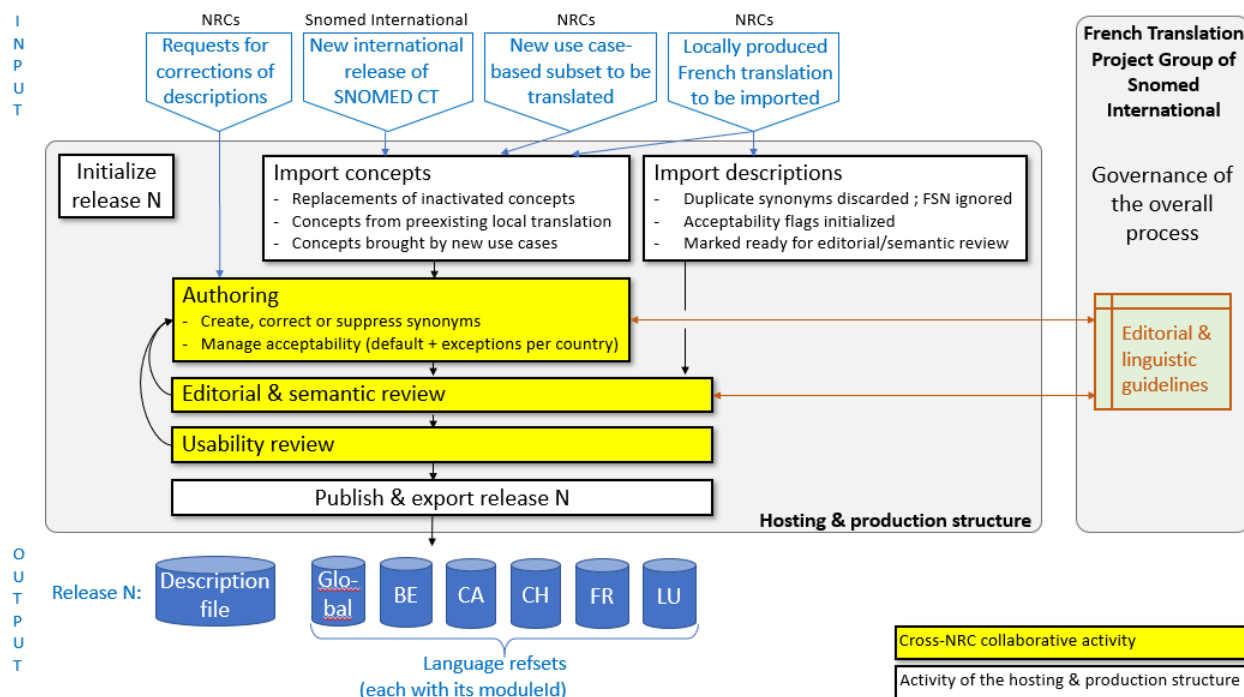 INPUT
NRCs
Snomed International
NRCs
NRCs
Requests for
corrections of
descriptions
New international
release of
SNOMED CT
New use case-
based subset to be
translated
Locally produced
French translation
to be imported
French Translation
Project Group of
Snomed
International
Governance of
the overall
process
Initialize
release N
Import concepts
- Replacements of inactivated concepts
- Concepts from preexisting local translation
- Concepts brought by new use cases
Import descriptions
- Duplicate synonyms discarded ; FSN ignored
- Acceptability flags initialized
- Marked ready for editorial/semantic review
Authoring
- Create, correct or suppress synonyms
- Manage acceptability (default + exceptions per country)
Editorial &
linguistic
guidelines
Editorial & semantic review
Usability review
Publish & export release N
Hosting & production structure
OUTPUT
Release N:
Description
file
Glo-
bal
BE
CA
CH
FR
LU
Language refsets
(each with its moduleId)
Cross-NRC collaborative activity
Activity of the hosting & production structure